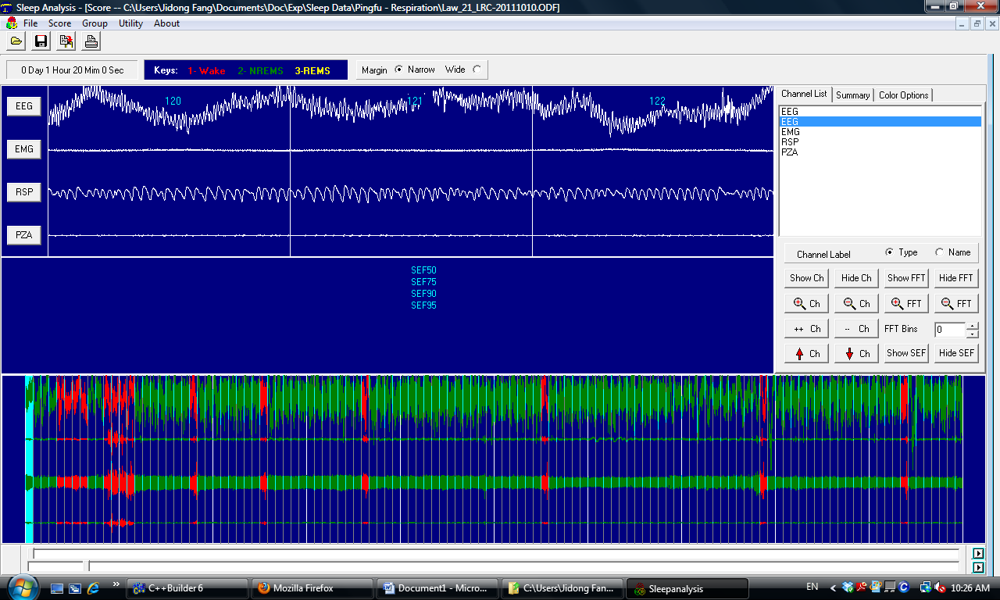 Sleep Analysis - [Score -- C:\Users\Jidong Fang\Documents\Doc\Exp\Sleep Data\Pingfu - Respiration\Law_21_LRC-20111010.ODF]
File Score Group Utility About
0 Day 1 Hour 20 Mim 0 Sec
Keys: 1- Wake 2- NREMS 3-REMS
Margin Narrow Wide
EEG
120 121 122
EMG
RSP
PZA
SEF50
SEF75
SEF90
SEF95
Channel List Summary Color Options
EEG
EEG
EMG
RSP
PZA
Channel Label Type Name
Show Ch Hide Ch Show FFT Hide FFT
Ch Ch FFT FFT
++ Ch -- Ch FFT Bins 0
Ch Ch Show SEF Hide SEF
C++Builder 6 Mozilla Firefox Document1 - Micro... C:\Users\Jidong Fan... Sleepanalysis EN 10:26 AM